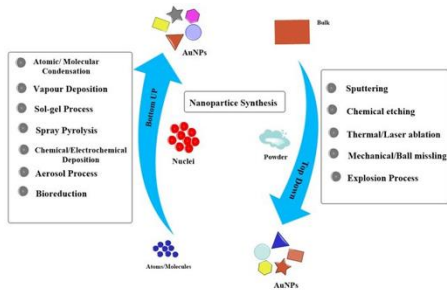 AuNPs
Bulk
Atomic/ Molecular
Condensation
Vapour Deposition
Sol-gel Process
Spray Pyrolysis
Chemical/Electrochemical
Deposition
Aerosol Process
Bioreduction
Bottom UP
Nanopartice Synthesis
Nuclei
Powder
Top Down
Sputtering
Chemical etching
Thermal/Laser ablation
Mechanical/Ball missling
Explosion Process
Atoms/Molecules
AuNPs